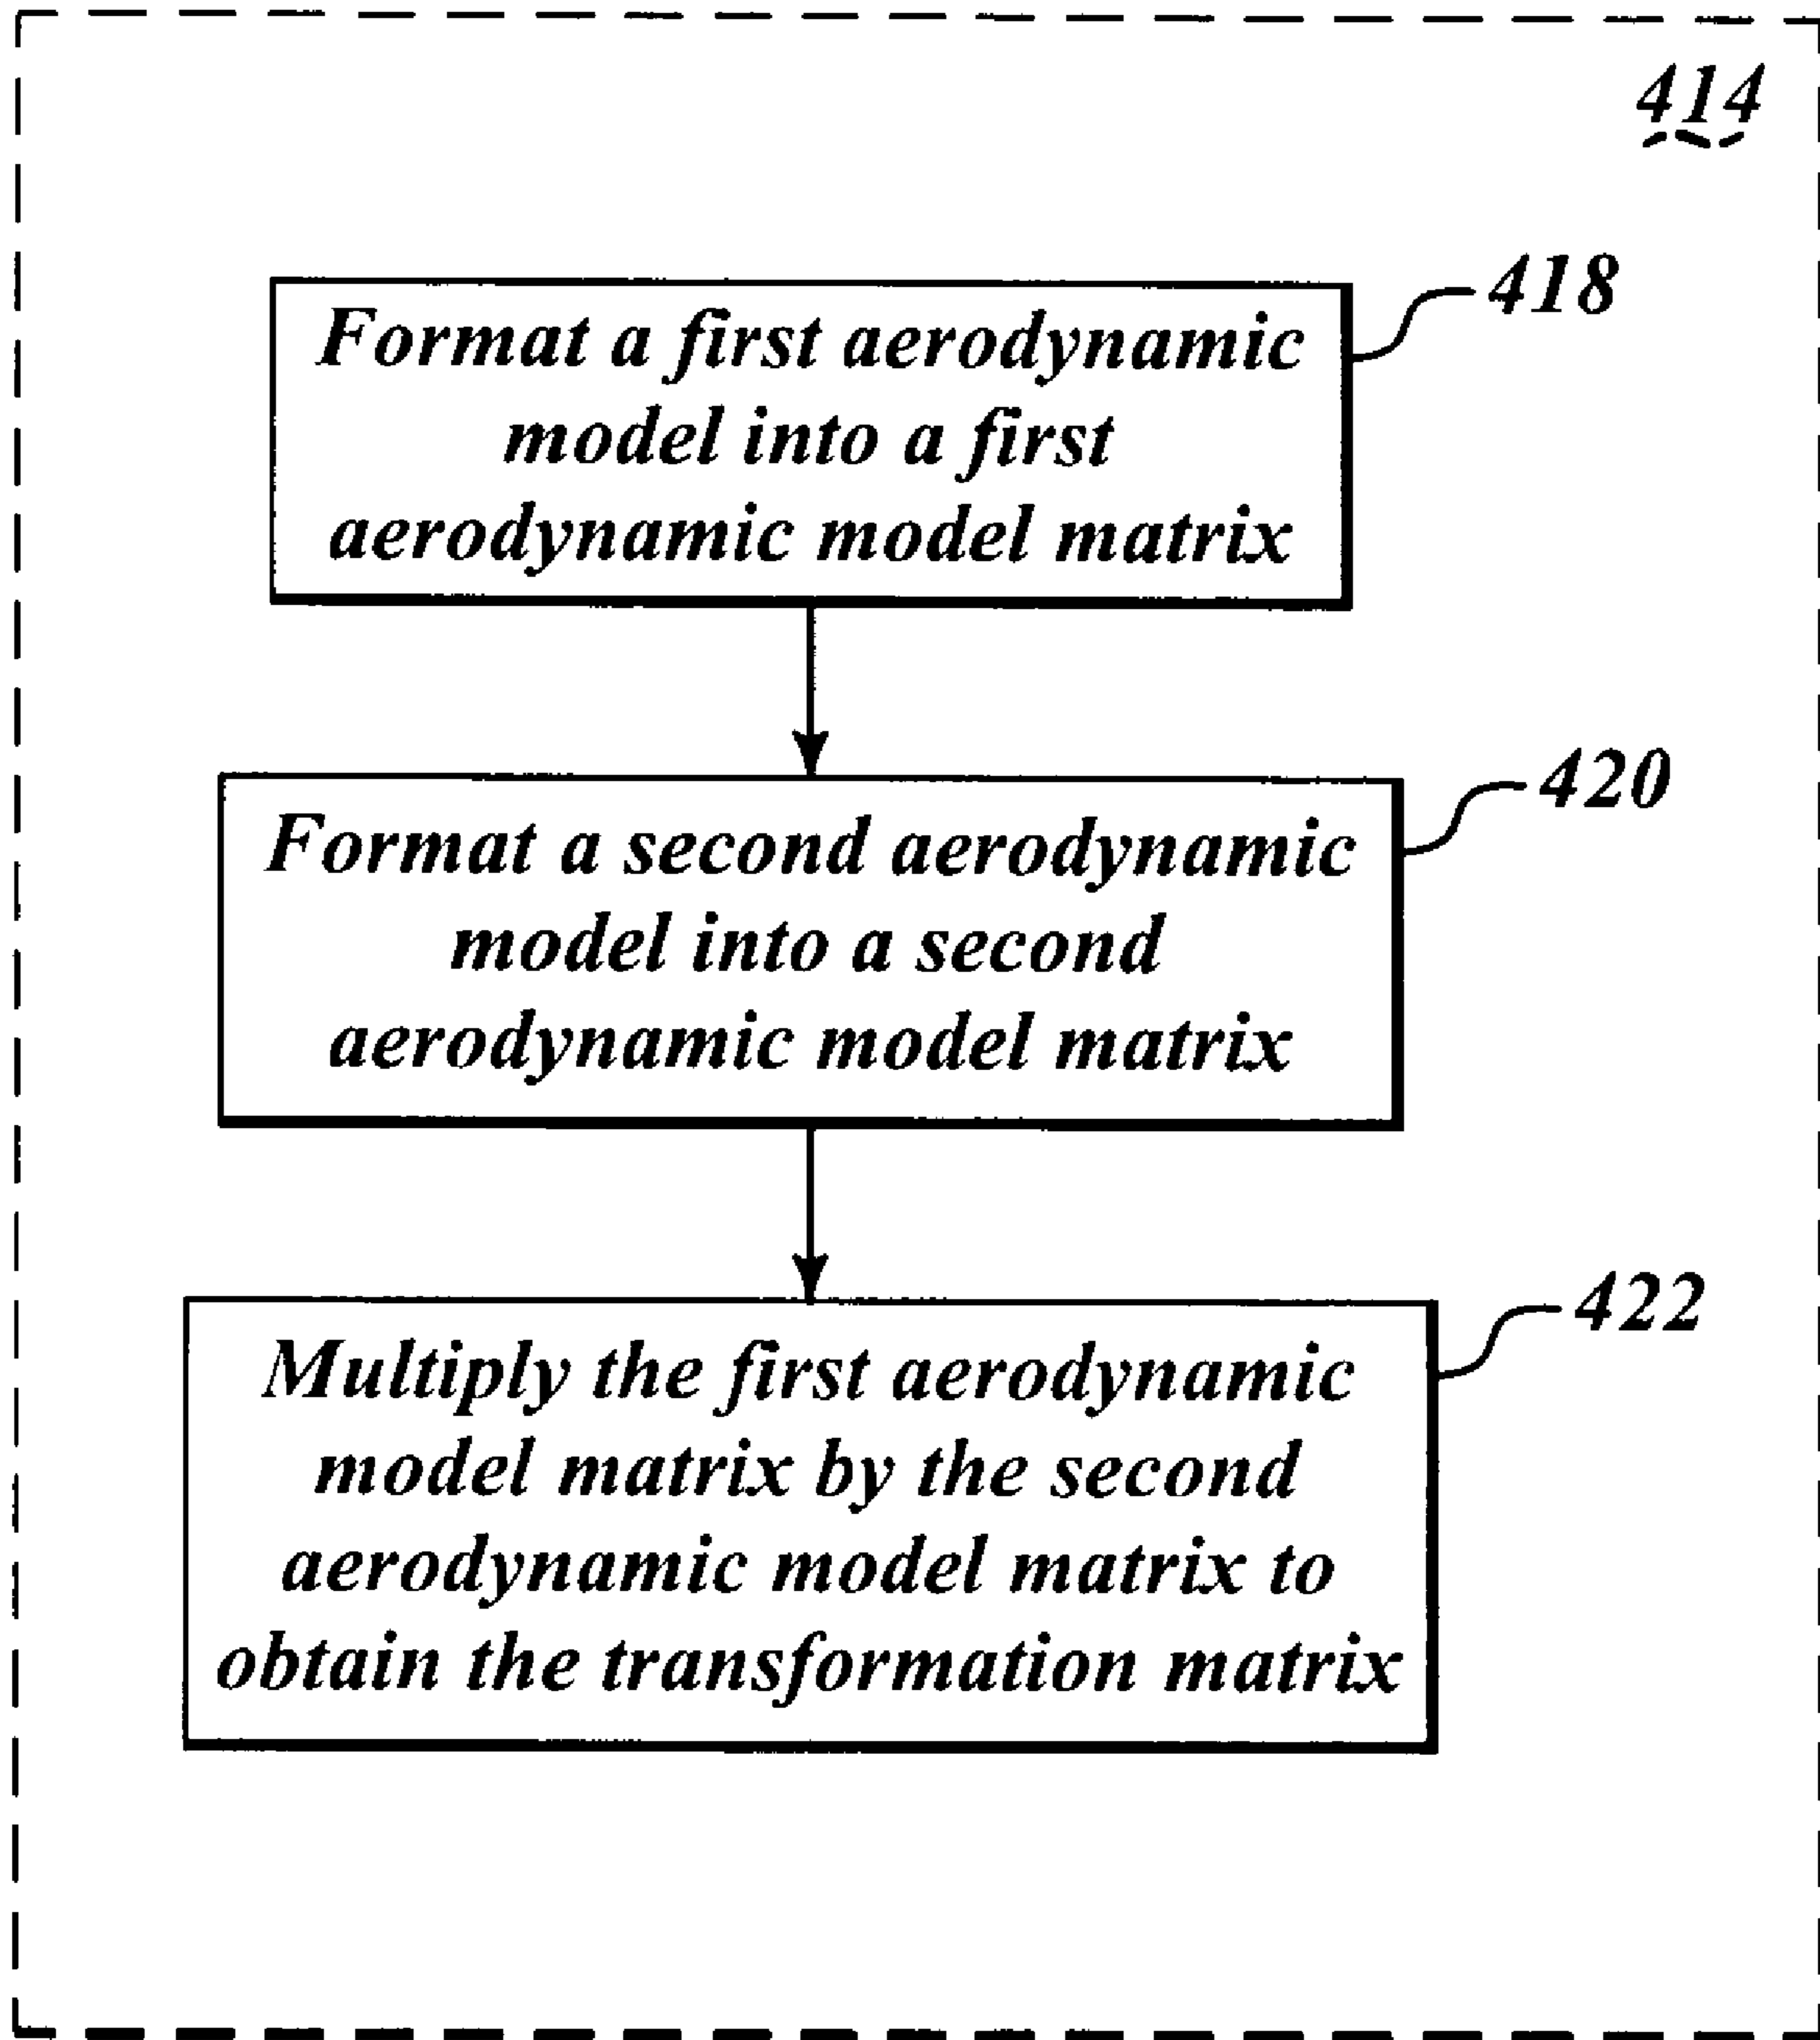 414
Format a first aerodynamic
model into a first
aerodynamic model matrix
418
Format a second aerodynamic
model into a second
aerodynamic model matrix
420
Multiply the first aerodynamic
model matrix by the second
aerodynamic model matrix to
obtain the transformation matrix
422